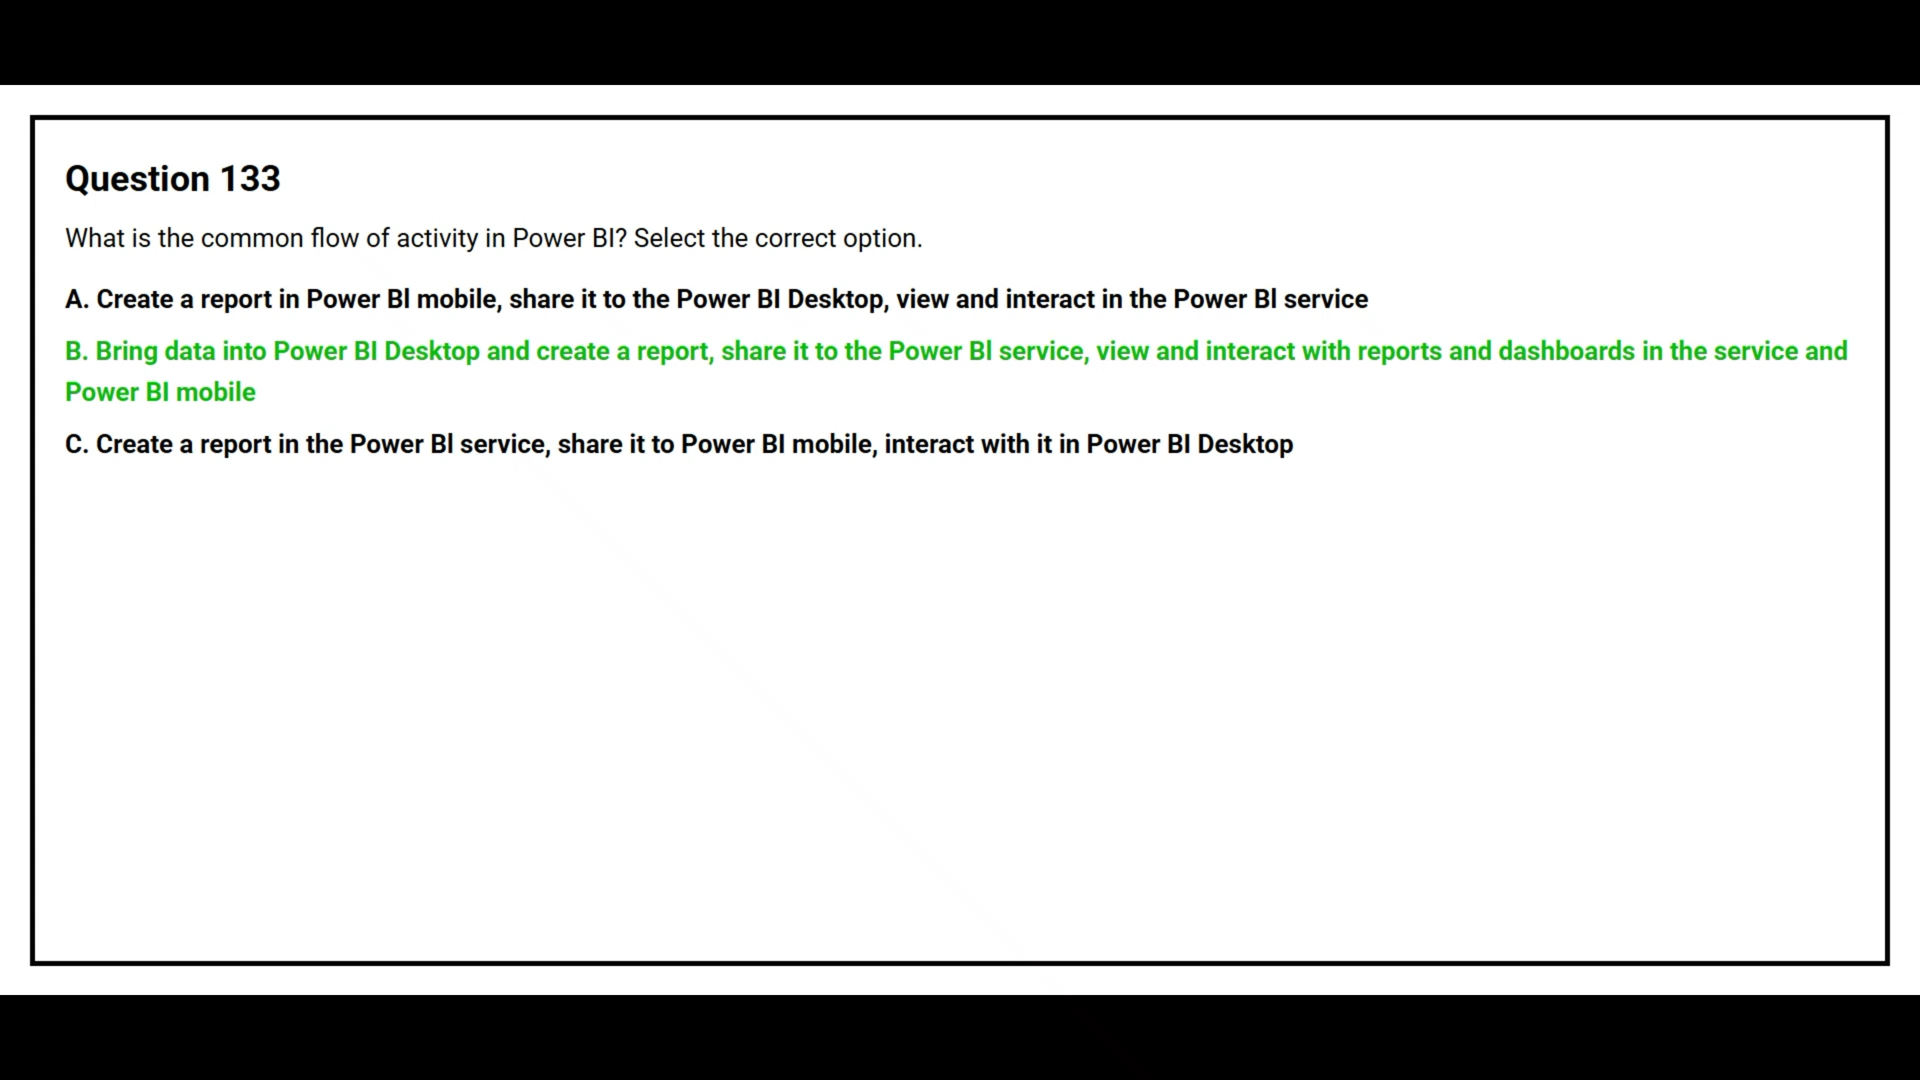 Question 133
What is the common flow of activity in Power BI? Select the correct option.
A. Create a report in Power Bl mobile, share it to the Power BI Desktop, view and interact in the Power Bl service
B. Bring data into Power BI Desktop and create a report, share it to the Power Bl service, view and interact with reports and dashboards in the service and
Power BI mobile
C. Create a report in the Power Bl service, share it to Power BI mobile, interact with it in Power BI Desktop